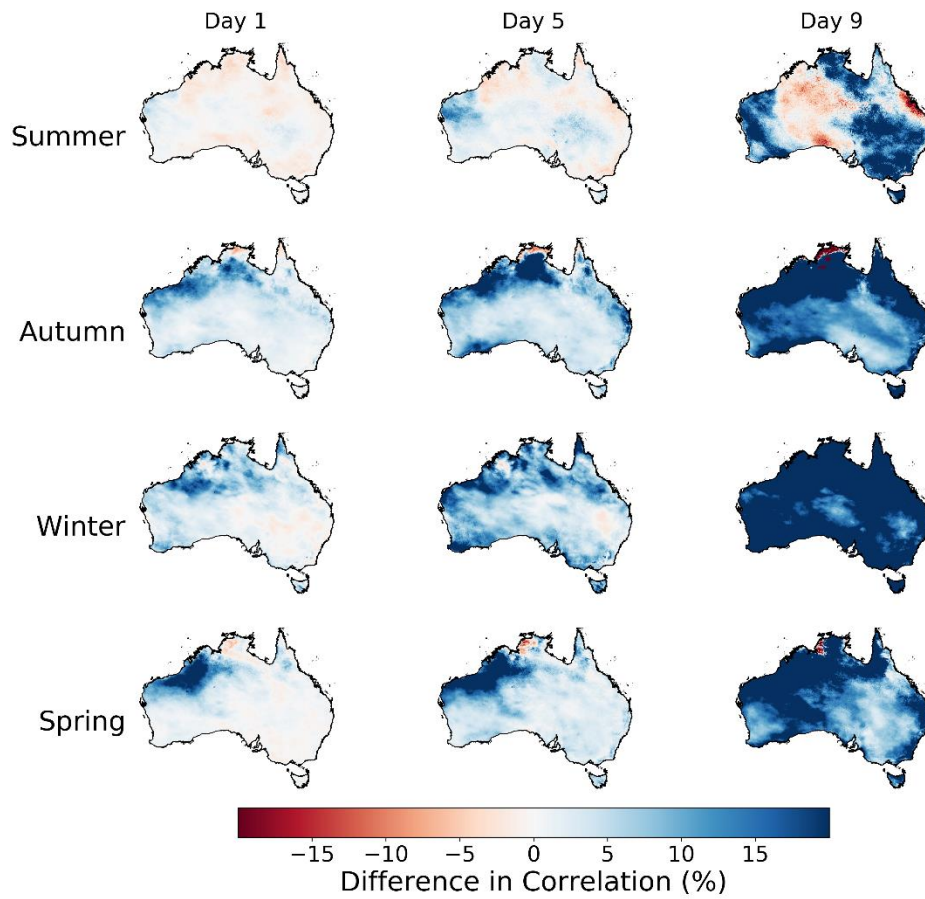 Day 1 Day 5 Day 9
Summer
Autumn
Winter
Spring
−15 −10 −5 0 5 10 15
Difference in Correlation (%)